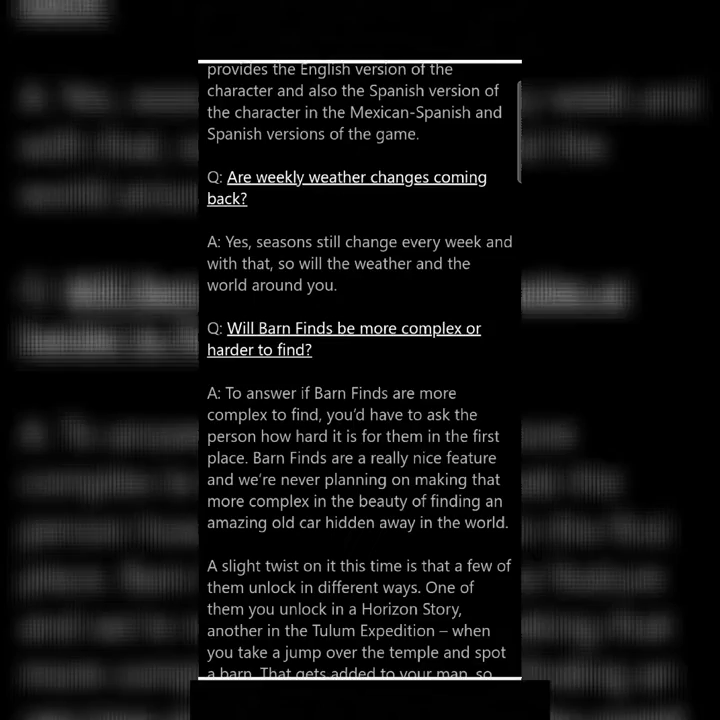 provides the English version of the
character and also the Spanish version of
the character in the Mexican-Spanish and
Spanish versions of the game.
Q: Are weekly weather changes coming
back?
A: Yes, seasons still change every week and
with that, so will the weather and the
world around you.
Q: Will Barn Finds be more complex or
harder to find?
A: To answer if Barn Finds are more
complex to find, you’d have to ask the
person how hard it is for them in the first
place. Barn Finds are a really nice feature
and we’re never planning on making that
more complex in the beauty of finding an
amazing old car hidden away in the world.
A slight twist on it this time is that a few of
them unlock in different ways. One of
them you unlock in a Horizon Story,
another in the Tulum Expedition – when
you take a jump over the temple and spot
a barn. That gets added to your map, so